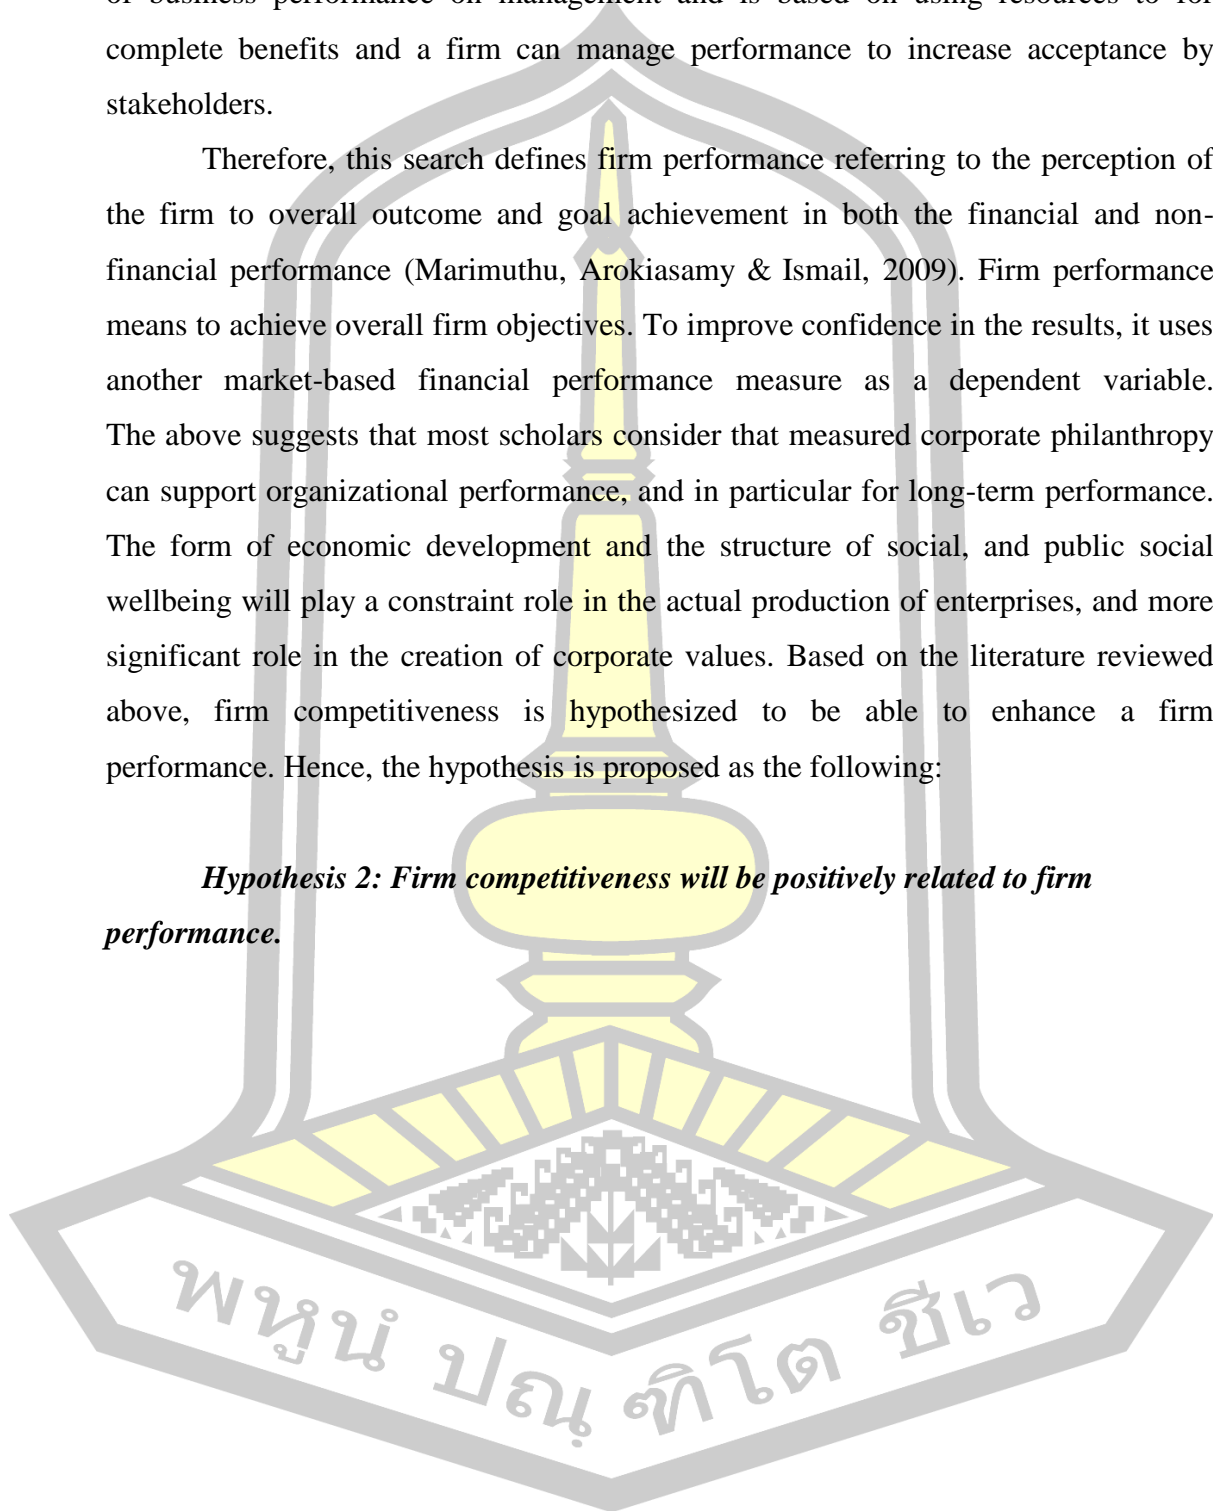 of business performance on management and is based on using resources to for
complete benefits and a firm can manage performance to increase acceptance by
stakeholders.
Therefore, this search defines firm performance referring to the perception of
the firm to overall outcome and goal achievement in both the financial and non-
financial performance (Marimuthu, Arokiasamy & Ismail, 2009). Firm performance
means to achieve overall firm objectives. To improve confidence in the results, it uses
another market-based financial performance measure as a dependent variable.
The above suggests that most scholars consider that measured corporate philanthropy
can support organizational performance, and in particular for long-term performance.
The form of economic development and the structure of social, and public social
wellbeing will play a constraint role in the actual production of enterprises, and more
significant role in the creation of corporate values. Based on the literature reviewed
above, firm competitiveness is hypothesized to be able to enhance a firm
performance. Hence, the hypothesis is proposed as the following:
Hypothesis 2: Firm competitiveness will be positively related to firm
performance.
พหูนํ ปณฺฑิโต ชีเว